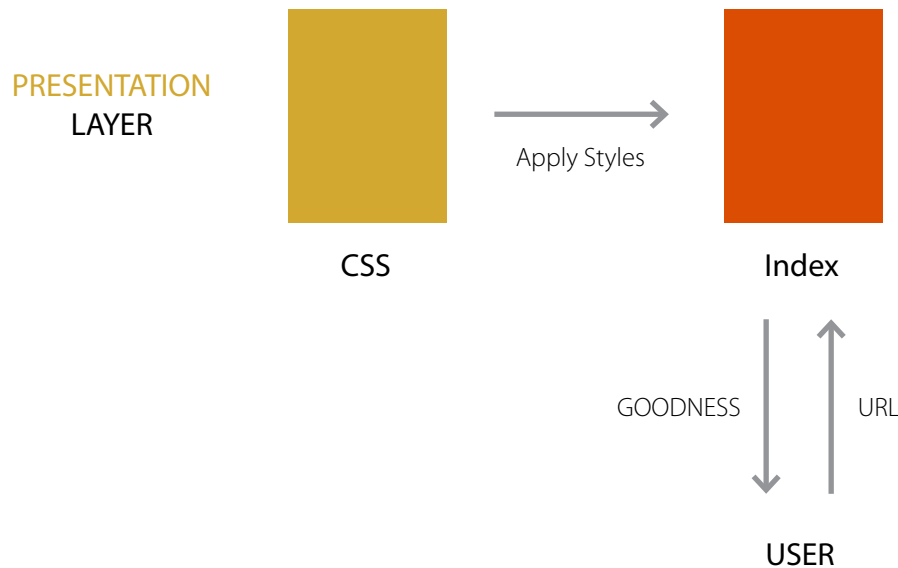 PRESENTATION
LAYER
Apply Styles
CSS
Index
GOODNESS
URL
USER